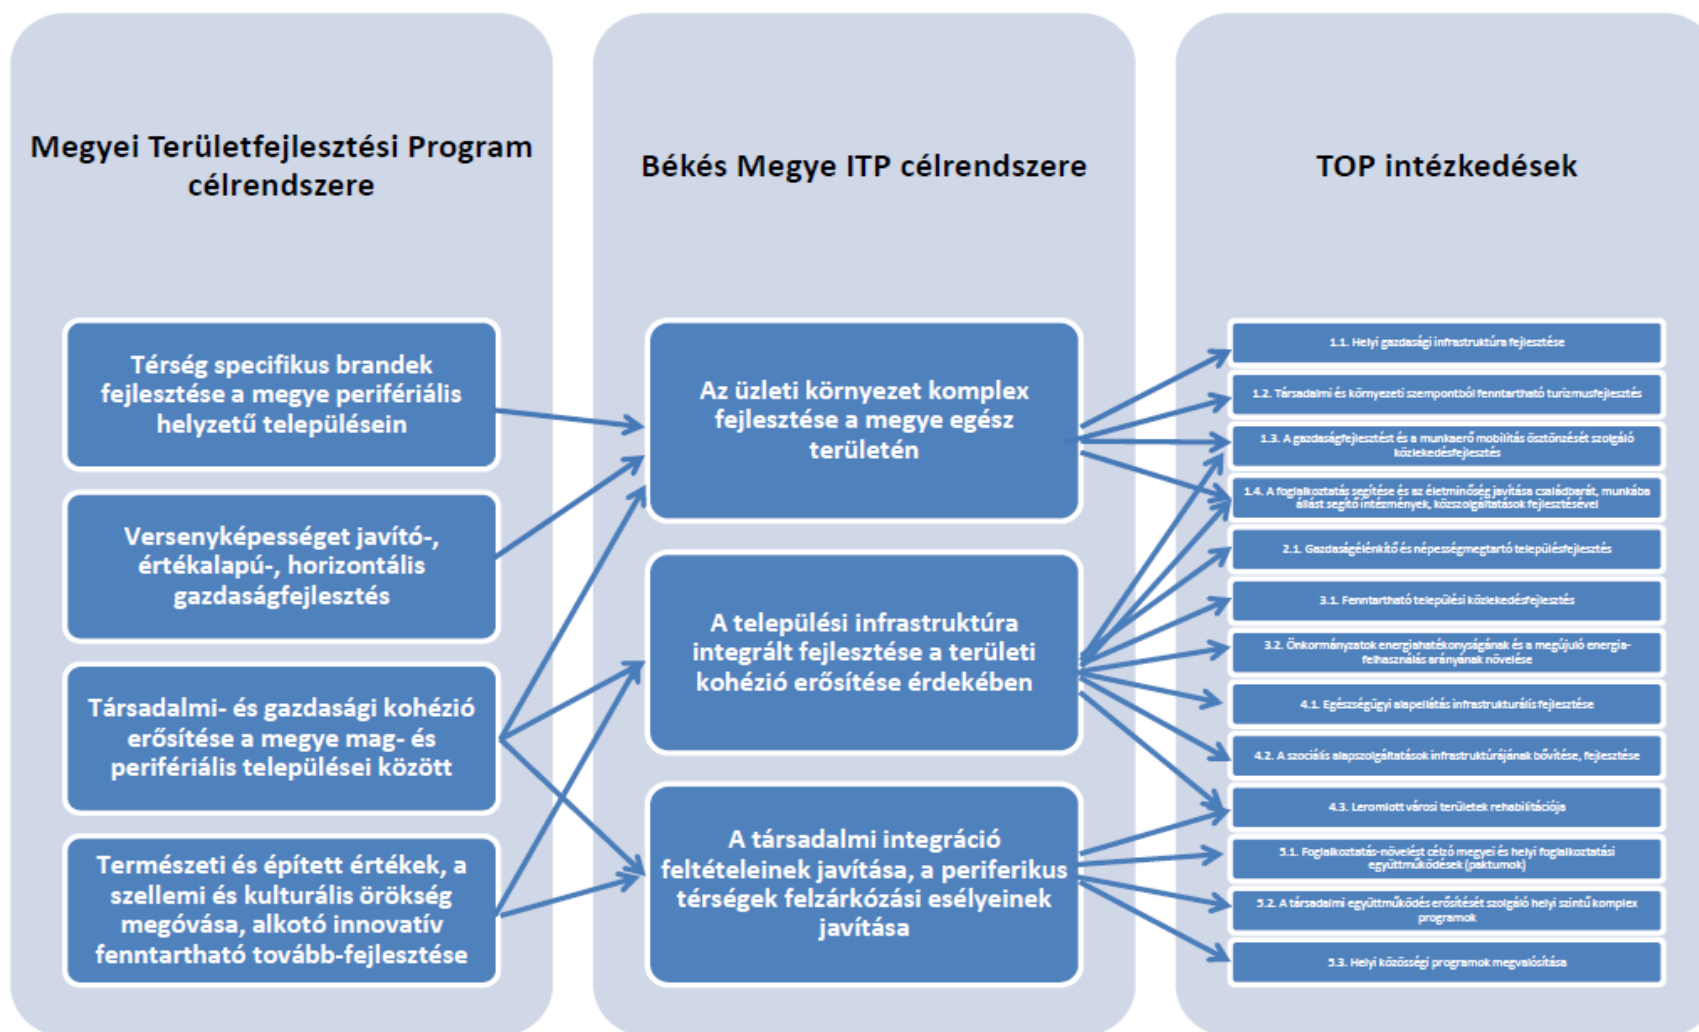 Megyei Területfejlesztési Program
célrendszere
Térség specifikus brandek
fejlesztése a megye perifériális
helyzetű településein
Versenyképességet javító-,
értékalapú-, horizontális
gazdaságfejlesztés
Társadalmi- és gazdasági kohézió
erősítése a megye mag- és
perifériális települései között
Természeti és épített értékek, a
szellemi és kulturális örökség
megóvása, alkotó innovatív
fenntartható tovább-fejlesztése
Békés Megye ITP célrendszere
Az üzleti környezet komplex
fejlesztése a megye egész
területén
A települési infrastruktúra
integrált fejlesztése a területi
kohézió erősítése érdekében
A társadalmi integráció
feltételeinek javítása, a periferikus
térségek felzárkózási esélyeinek
javítása
TOP intézkedések
1.1. Helyi gazdasági infrastruktúra fejlesztése
1.2. Társadalmi és környezeti szempontból fenntartható turizmusfejlesztés
1.3. A gazdaságfejlesztést és a munkaerő mobilitás ösztönzését szolgáló
közlekedésfejlesztés
1.4. A foglalkoztatás segítése és az életminőség javítása családbarát, munkába
állást segítő intézmények, közszolgáltatások fejlesztésével
2.1. Gazdaságélénkítő és népességmegtartó településfejlesztés
3.1. Fenntartható települési közlekedésfejlesztés
3.2. Önkormányzatok energiahatékonyságának és a megújuló energia-
felhasználás arányának növelése
4.1. Egészségügyi alapellátás infrastrukturális fejlesztése
4.2. A szociális alapszolgáltatások infrastruktúrájának bővítése, fejlesztése
4.3. Leromlott városi területek rehabilitációja
5.1. Foglalkoztatás-növelést célzó megyei és helyi foglalkoztatási
együttműködések (paktumok)
5.2. A társadalmi együttműködés erősítését szolgáló helyi szintű komplex
programok
5.3. Helyi közösségi programok megvalósítása